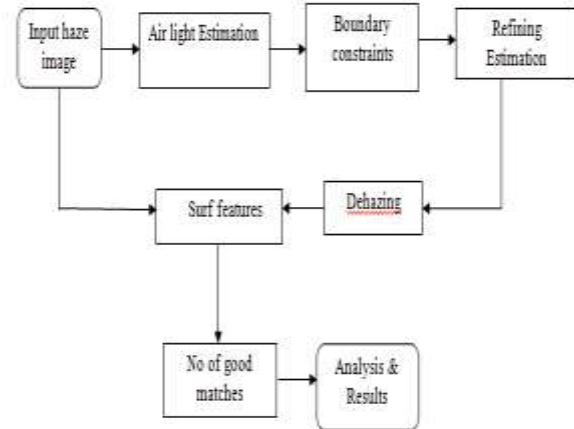 Input haze
image
Air light Estimation
Boundary
constraints
Refining
Estimation
Surf features
Dehazing
No of good
matches
Analysis &
Results